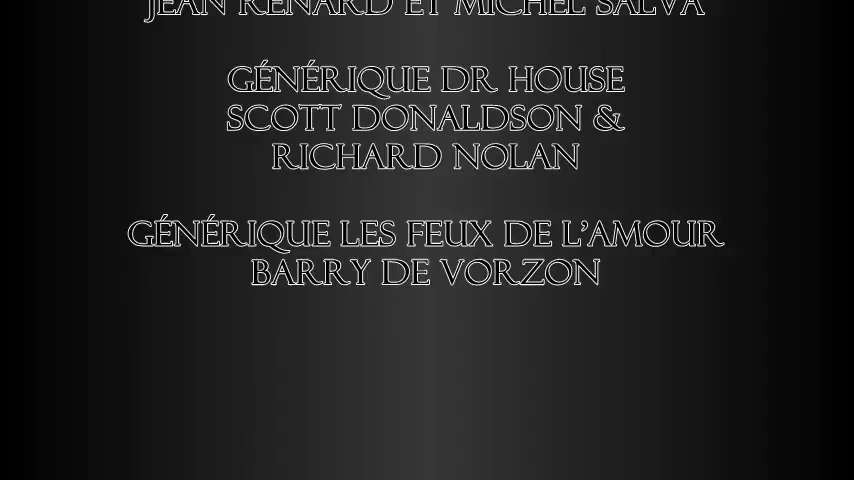 JEAN RENARD ET MICHEL SALVA
GÉNÉRIQUE DR HOUSE
SCOTT DONALDSON &
RICHARD NOLAN
GÉNÉRIQUE LES FEUX DE L'AMOUR
BARRY DE VORZON